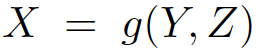 X = g(Y, Z)